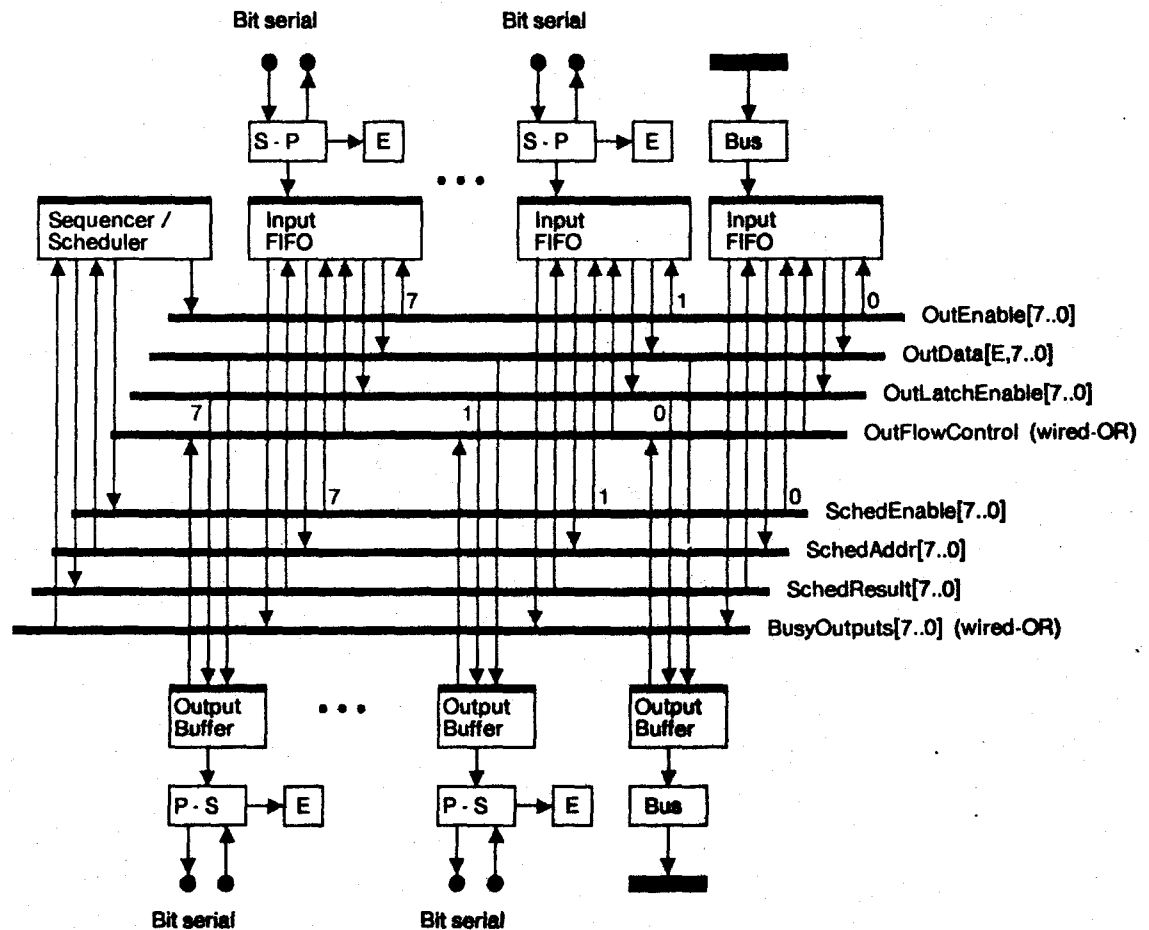 Bit serial
Bit serial
S - P
E
S - P
E
Bus
• • •
Sequencer /
Scheduler
Input
FIFO
Input
FIFO
Input
FIFO
7
1
0
OutEnable[7..0]
OutData[E,7..0]
OutLatchEnable[7..0]
7
1
0
OutFlowControl (wired-OR)
7
1
0
SchedEnable[7..0]
SchedAddr[7..0]
SchedResult[7..0]
BusyOutputs[7..0] (wired-OR)
Output
Buffer
• • •
Output
Buffer
Output
Buffer
P - S
E
P - S
E
Bus
Bit serial
Bit serial